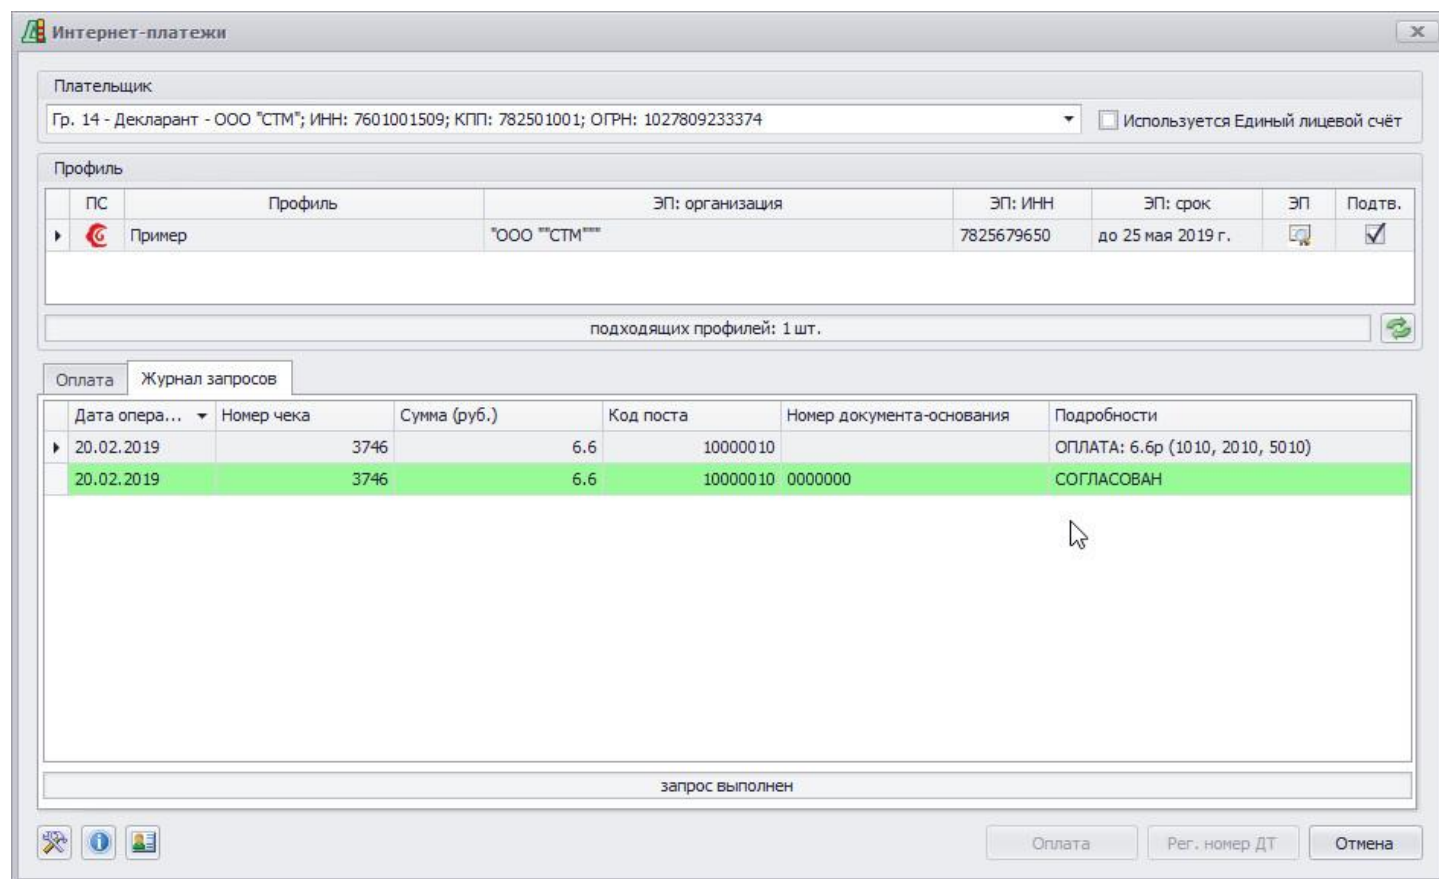 Интернет-платежи
Плательщик
Гр. 14 - Декларант - ООО "СТМ"; ИНН: 7601001509; КПП: 782501001; ОГРН: 1027809233374
Используется Единый лицевой счёт
Профиль
ПС Профиль ЭП: организация ЭП: ИНН ЭП: срок ЭП Подтв.
Пример "ООО ""СТМ""" 7825679650 до 25 мая 2019 г.
подходящих профилей: 1 шт.
Оплата Журнал запросов
Дата опера... Номер чека Сумма (руб.) Код поста Номер документа-основания Подробности
20.02.2019 3746 6.6 10000010 ОПЛАТА: 6.6р (1010, 2010, 5010)
20.02.2019 3746 6.6 10000010 0000000 СОГЛАСОВАН
запрос выполнен
Оплата Рег. номер ДТ Отмена